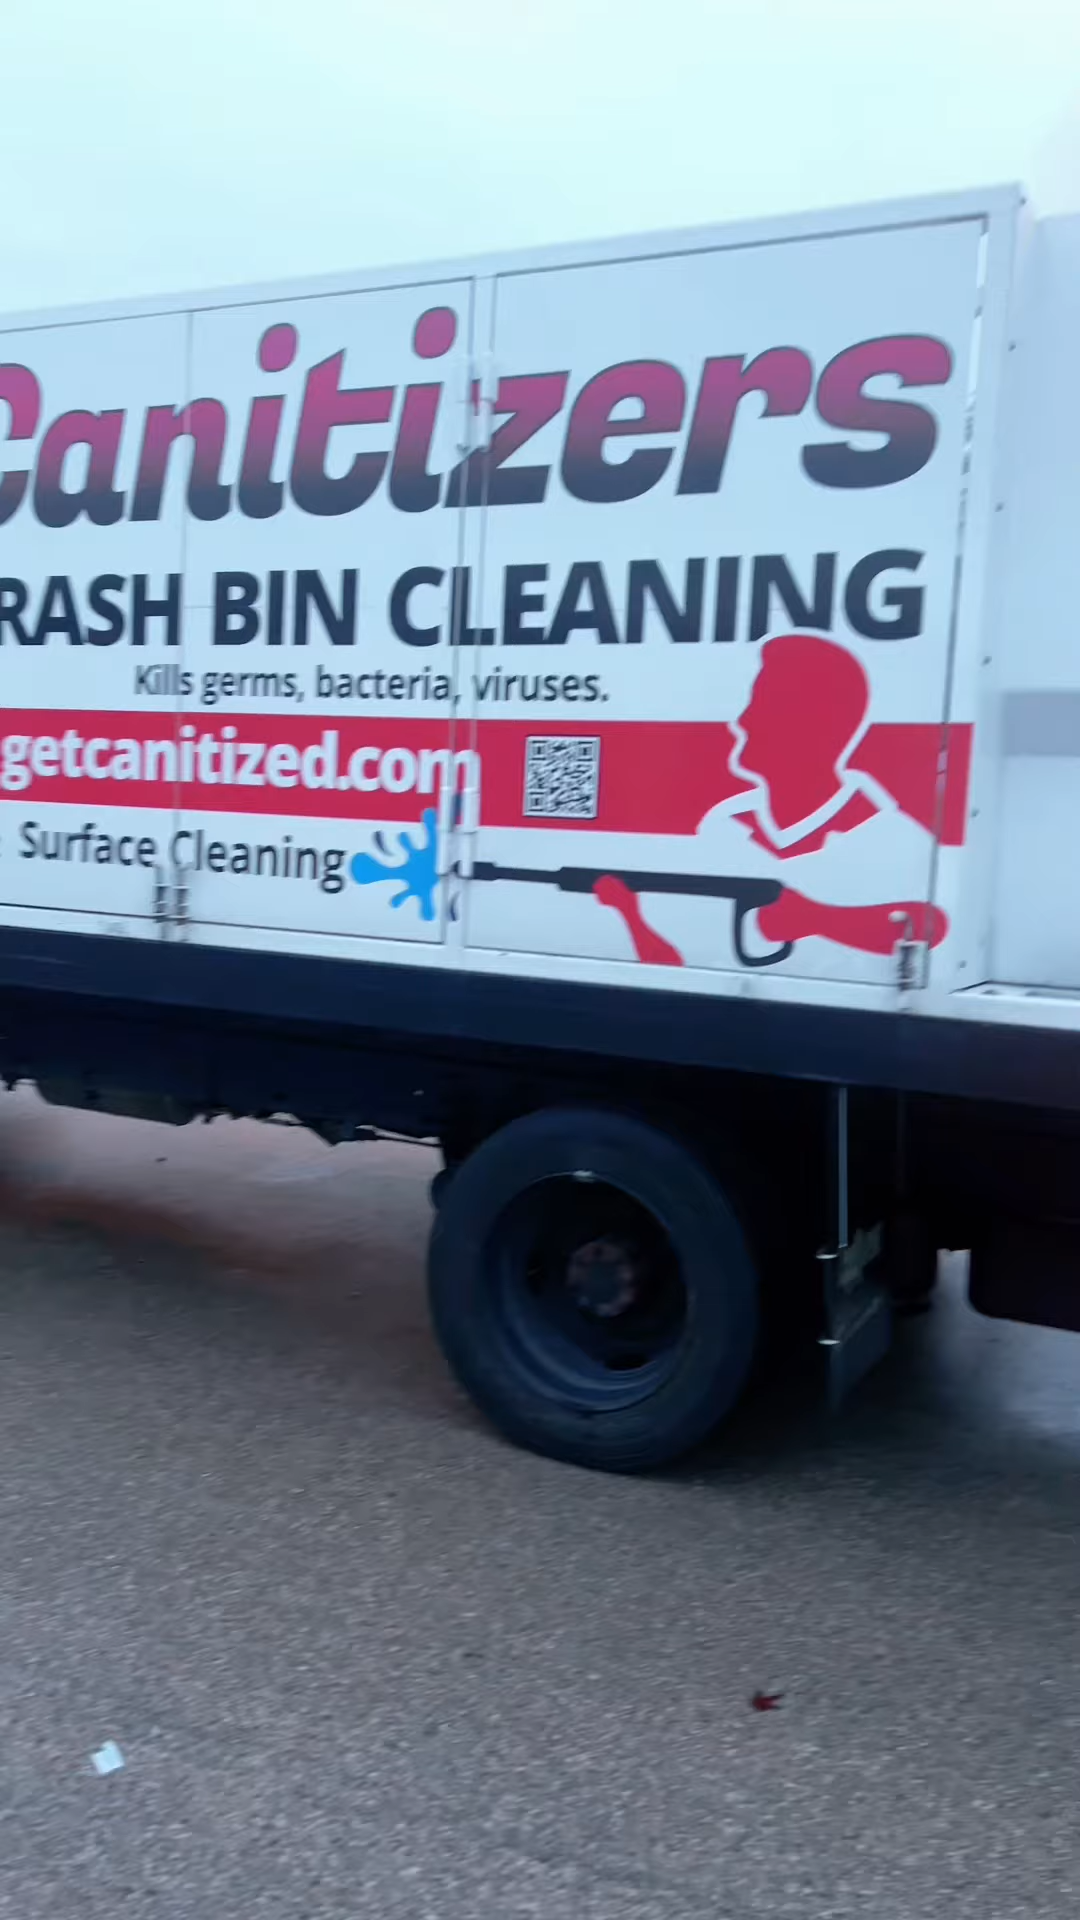 Canitizers
RASH BIN CLEANING
Kills germs, bacteria, viruses.
getcanitized.com
Surface Cleaning